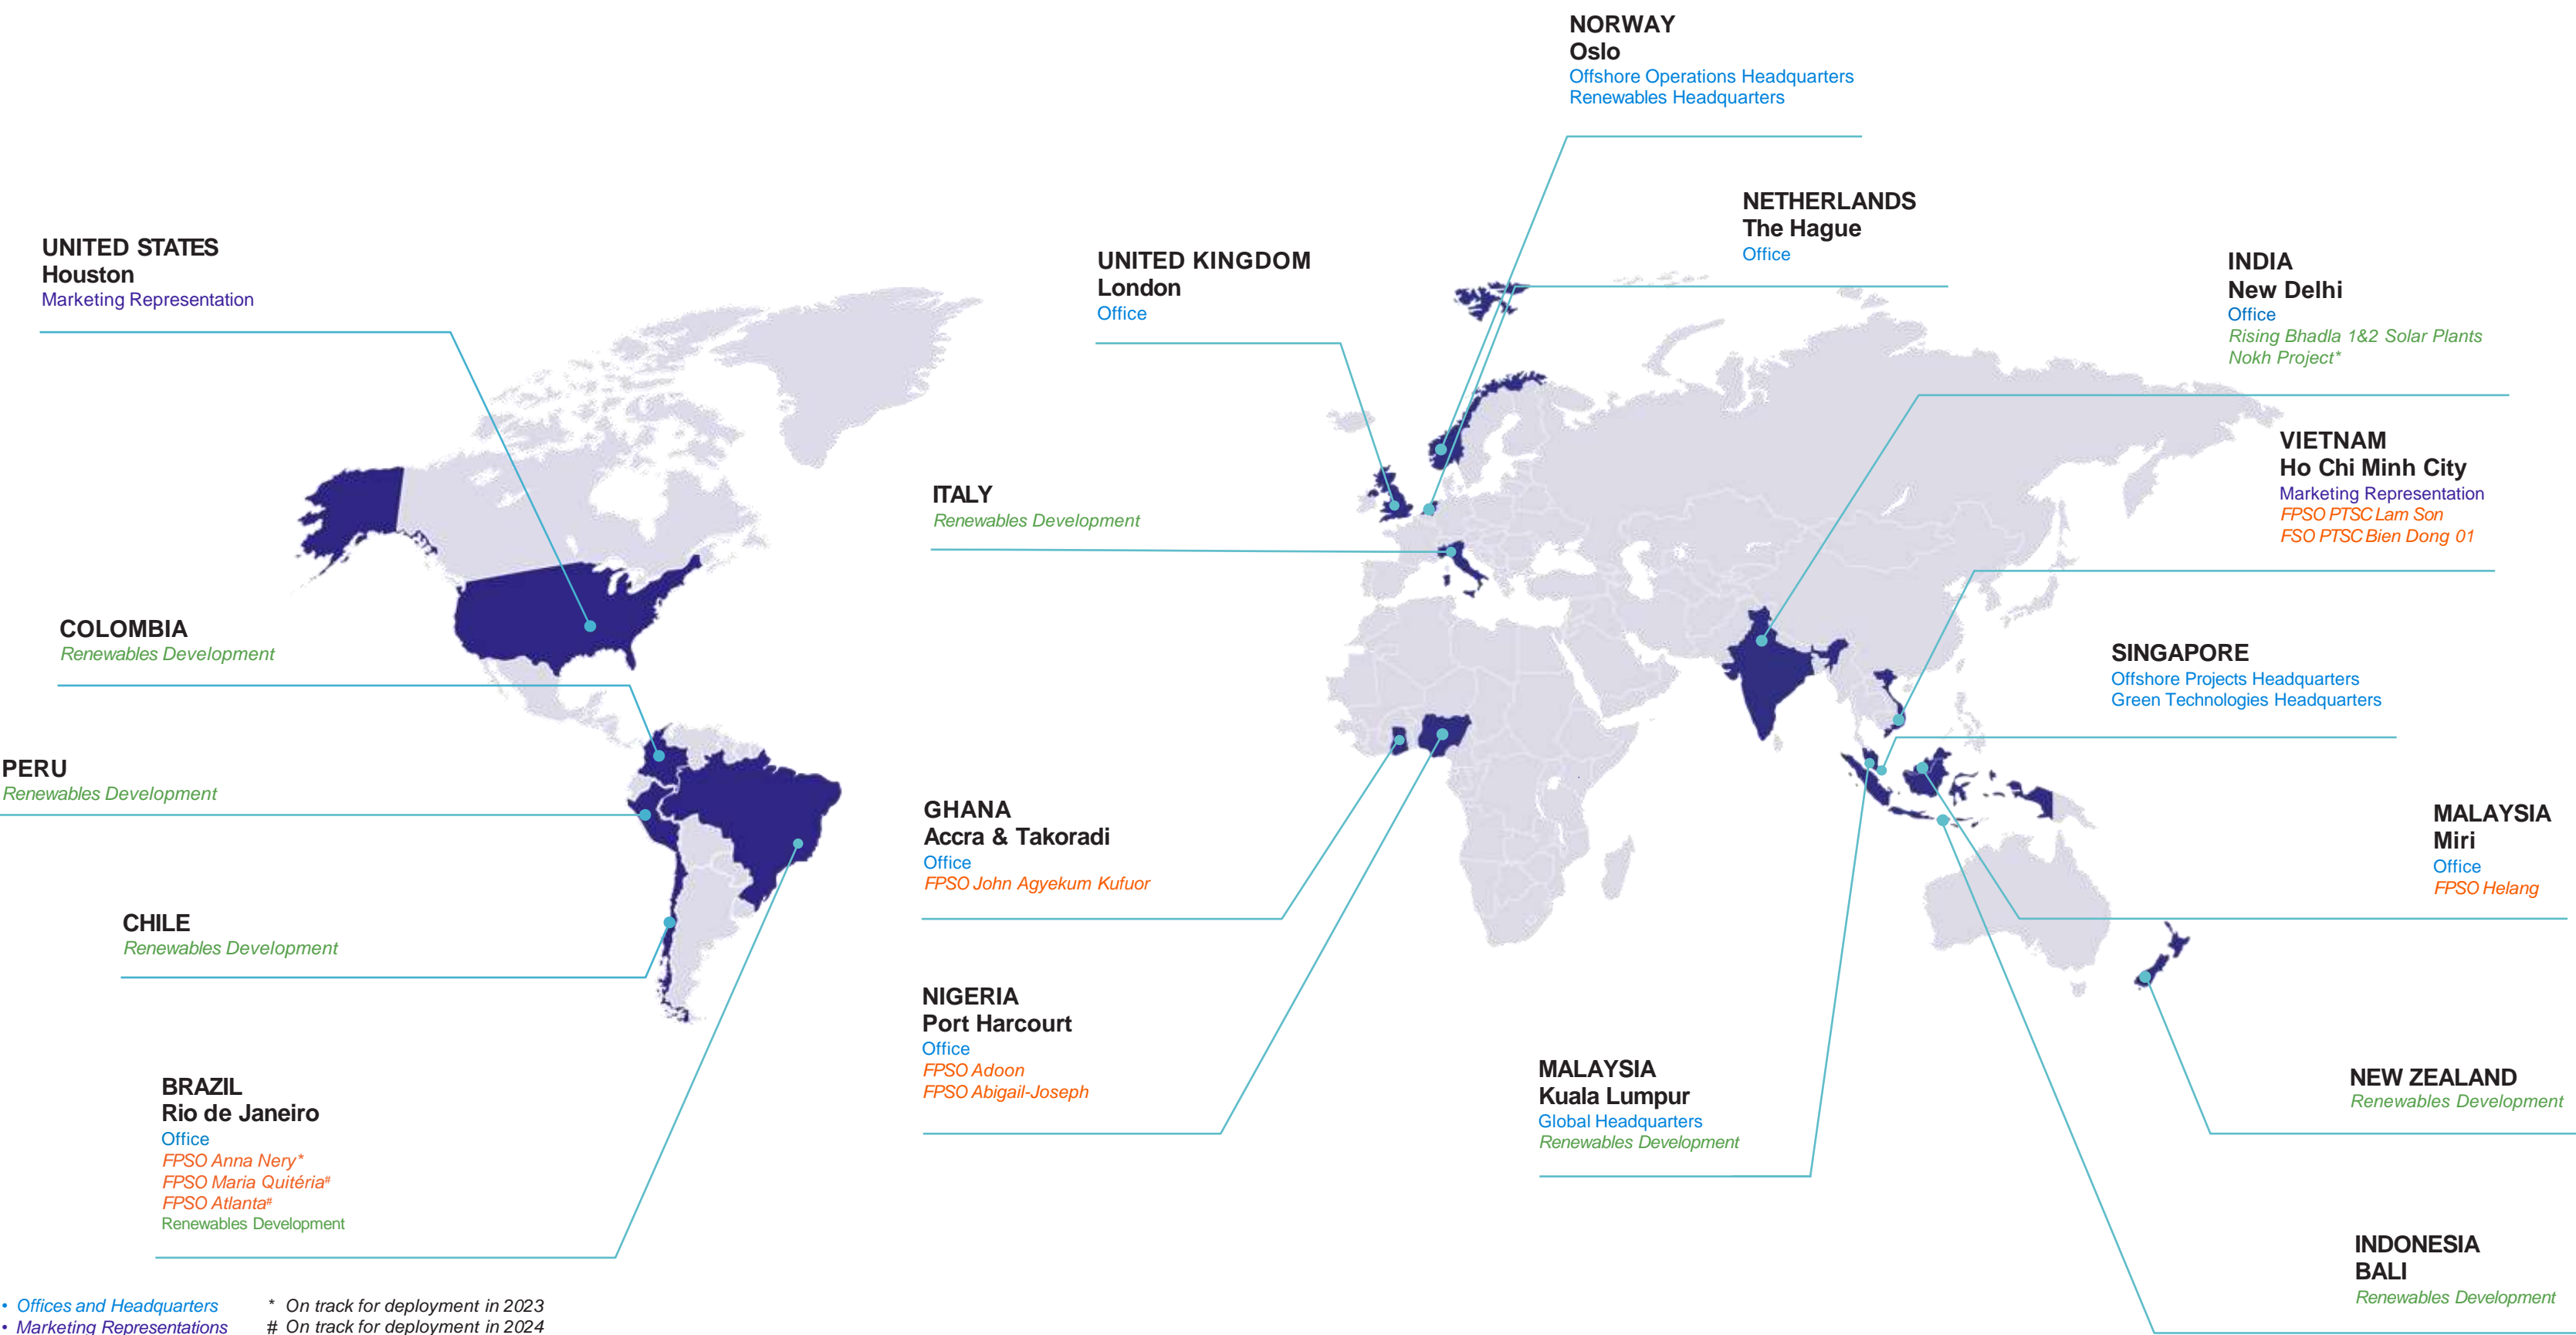 NORWAY
Oslo
Offshore Operations Headquarters
Renewables Headquarters
NETHERLANDS
The Hague
Office
UNITED STATES
Houston
Marketing Representation
UNITED KINGDOM
London
Office
INDIA
New Delhi
Office
Rising Bhadla 1&2 Solar Plants
Nokh Project*
VIETNAM
Ho Chi Minh City
Marketing Representation
FPSO PTSC Lam Son
FSO PTSC Bien Dong 01
ITALY
Renewables Development
COLOMBIA
Renewables Development
SINGAPORE
Offshore Projects Headquarters
Green Technologies Headquarters
PERU
Renewables Development
GHANA
Accra & Takoradi
Office
FPSO John Agyekum Kufuor
MALAYSIA
Miri
Office
FPSO Helang
CHILE
Renewables Development
NIGERIA
Port Harcourt
Office
FPSO Adoon
FPSO Abigail-Joseph
MALAYSIA
Kuala Lumpur
Global Headquarters
Renewables Development
NEW ZEALAND
Renewables Development
BRAZIL
Rio de Janeiro
Office
FPSO Anna Nery*
FPSO Maria Quitéria#
FPSO Atlanta#
Renewables Development
INDONESIA
BALI
Renewables Development
• Offices and Headquarters
• Marketing Representations
* On track for deployment in 2023
# On track for deployment in 2024